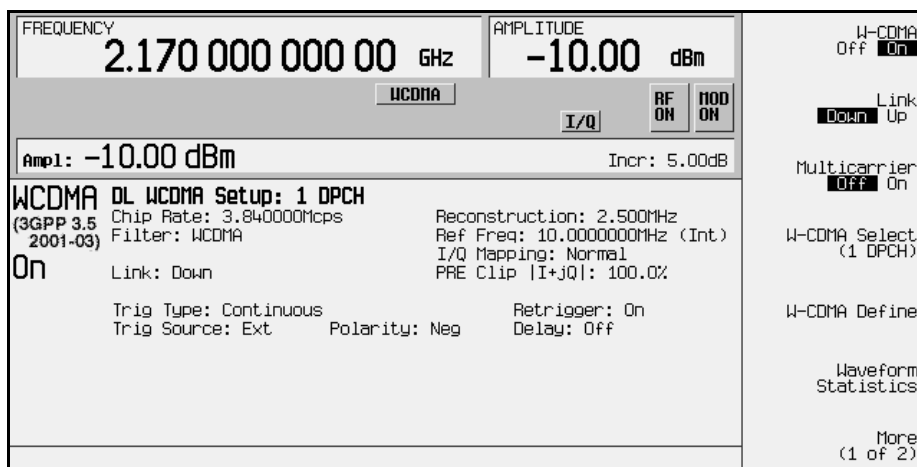 FREQUENCY
2.170 000 000 00 GHz
AMPLITUDE
-10.00 dBm
WCDMA
I/Q
RF ON
MOD ON
Ampl: -10.00 dBm
Incr: 5.00dB
WCDMA
(3GPP 3.5
2001-03)
On
DL WCDMA Setup: 1 DPCH
Chip Rate: 3.840000Mcps
Reconstruction: 2.500MHz
Filter: WCDMA
Ref Freq: 10.0000000MHz (Int)
I/Q Mapping: Normal
Link: Down
PRE Clip |I+jQ|: 100.0%
Trig Type: Continuous
Retrigger: On
Trig Source: Ext
Polarity: Neg
Delay: Off
W-CDMA
Off On
Link
Down Up
Multicarrier
Off On
W-CDMA Select
(1 DPCH)
W-CDMA Define
Waveform
Statistics
More
(1 of 2)